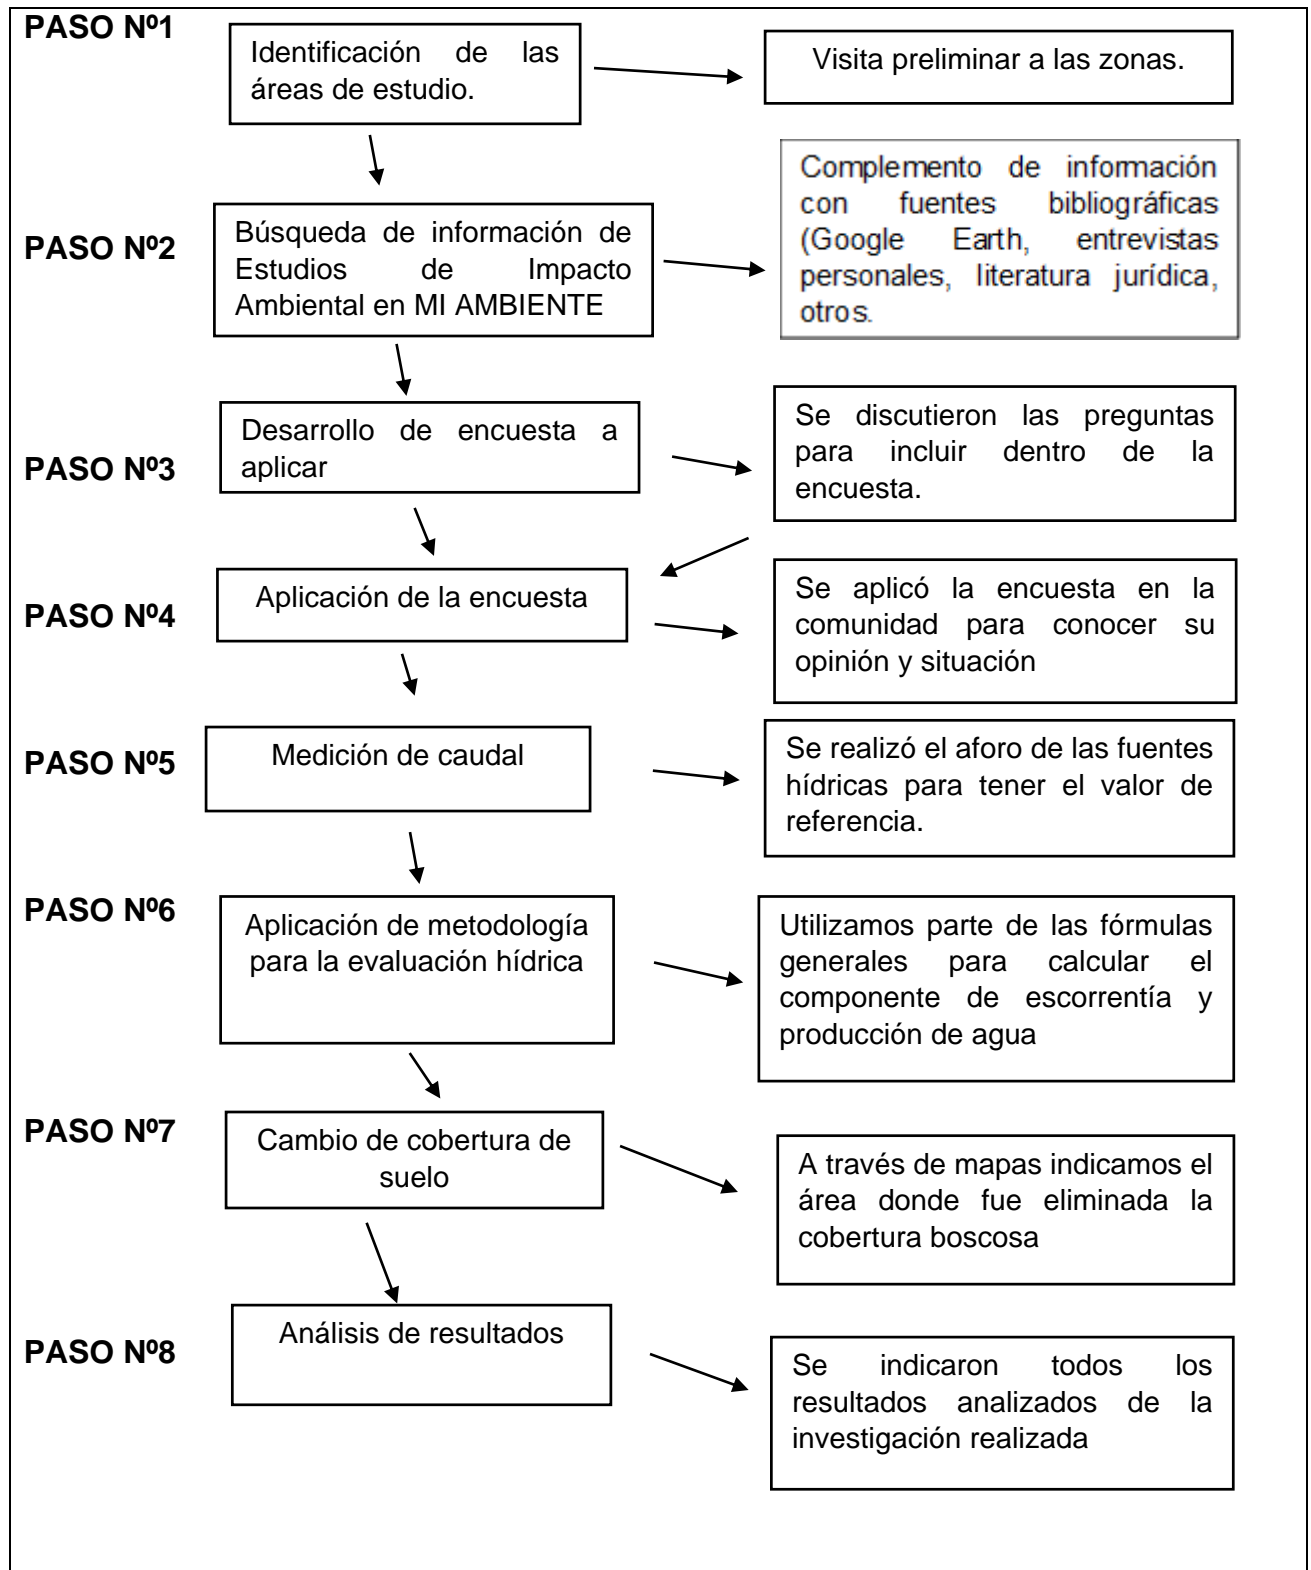 PASO Nº1
Identificación de las
áreas de estudio.
Visita preliminar a las zonas.
PASO Nº2
Búsqueda de información de
Estudios de Impacto
Ambiental en MI AMBIENTE
Complemento de información
con fuentes bibliográficas
(Google Earth, entrevistas
personales, literatura jurídica,
otros.
PASO Nº3
Desarrollo de encuesta a
aplicar
Se discutieron las preguntas
para incluir dentro de la
encuesta.
PASO Nº4
Aplicación de la encuesta
Se aplicó la encuesta en la
comunidad para conocer su
opinión y situación
PASO Nº5
Medición de caudal
Se realizó el aforo de las fuentes
hídricas para tener el valor de
referencia.
PASO Nº6
Aplicación de metodología
para la evaluación hídrica
Utilizamos parte de las fórmulas
generales para calcular el
componente de escorrentía y
producción de agua
PASO Nº7
Cambio de cobertura de
suelo
A través de mapas indicamos el
área donde fue eliminada la
cobertura boscosa
PASO Nº8
Análisis de resultados
Se indicaron todos los
resultados analizados de la
investigación realizada